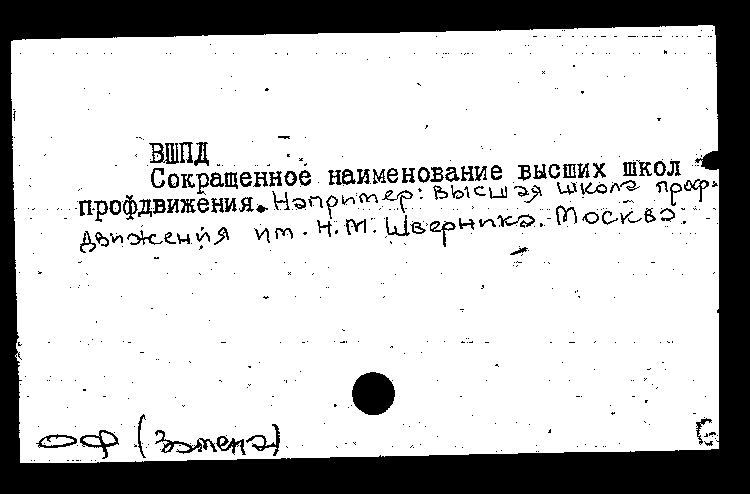 ВШПД
Сокращенное наименование высших школ
профдвижения. Например: Высшая школа проф-
движения им. Н.М. Шверника. Москва.
ОФ (Замена)